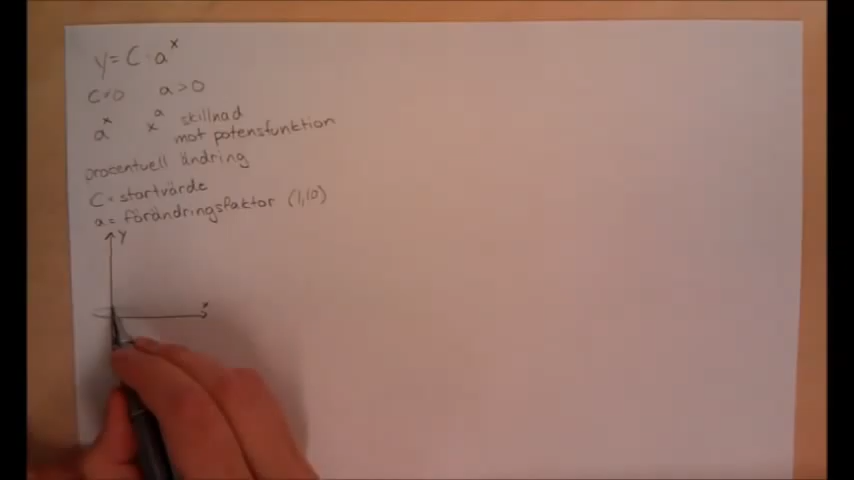 y = C · a^x
C>0 a>0
a^x x^a skillnad
mot potensfunktion
procentuell ändring
C = startvärde
a = förändringsfaktor (1,10)
y
x